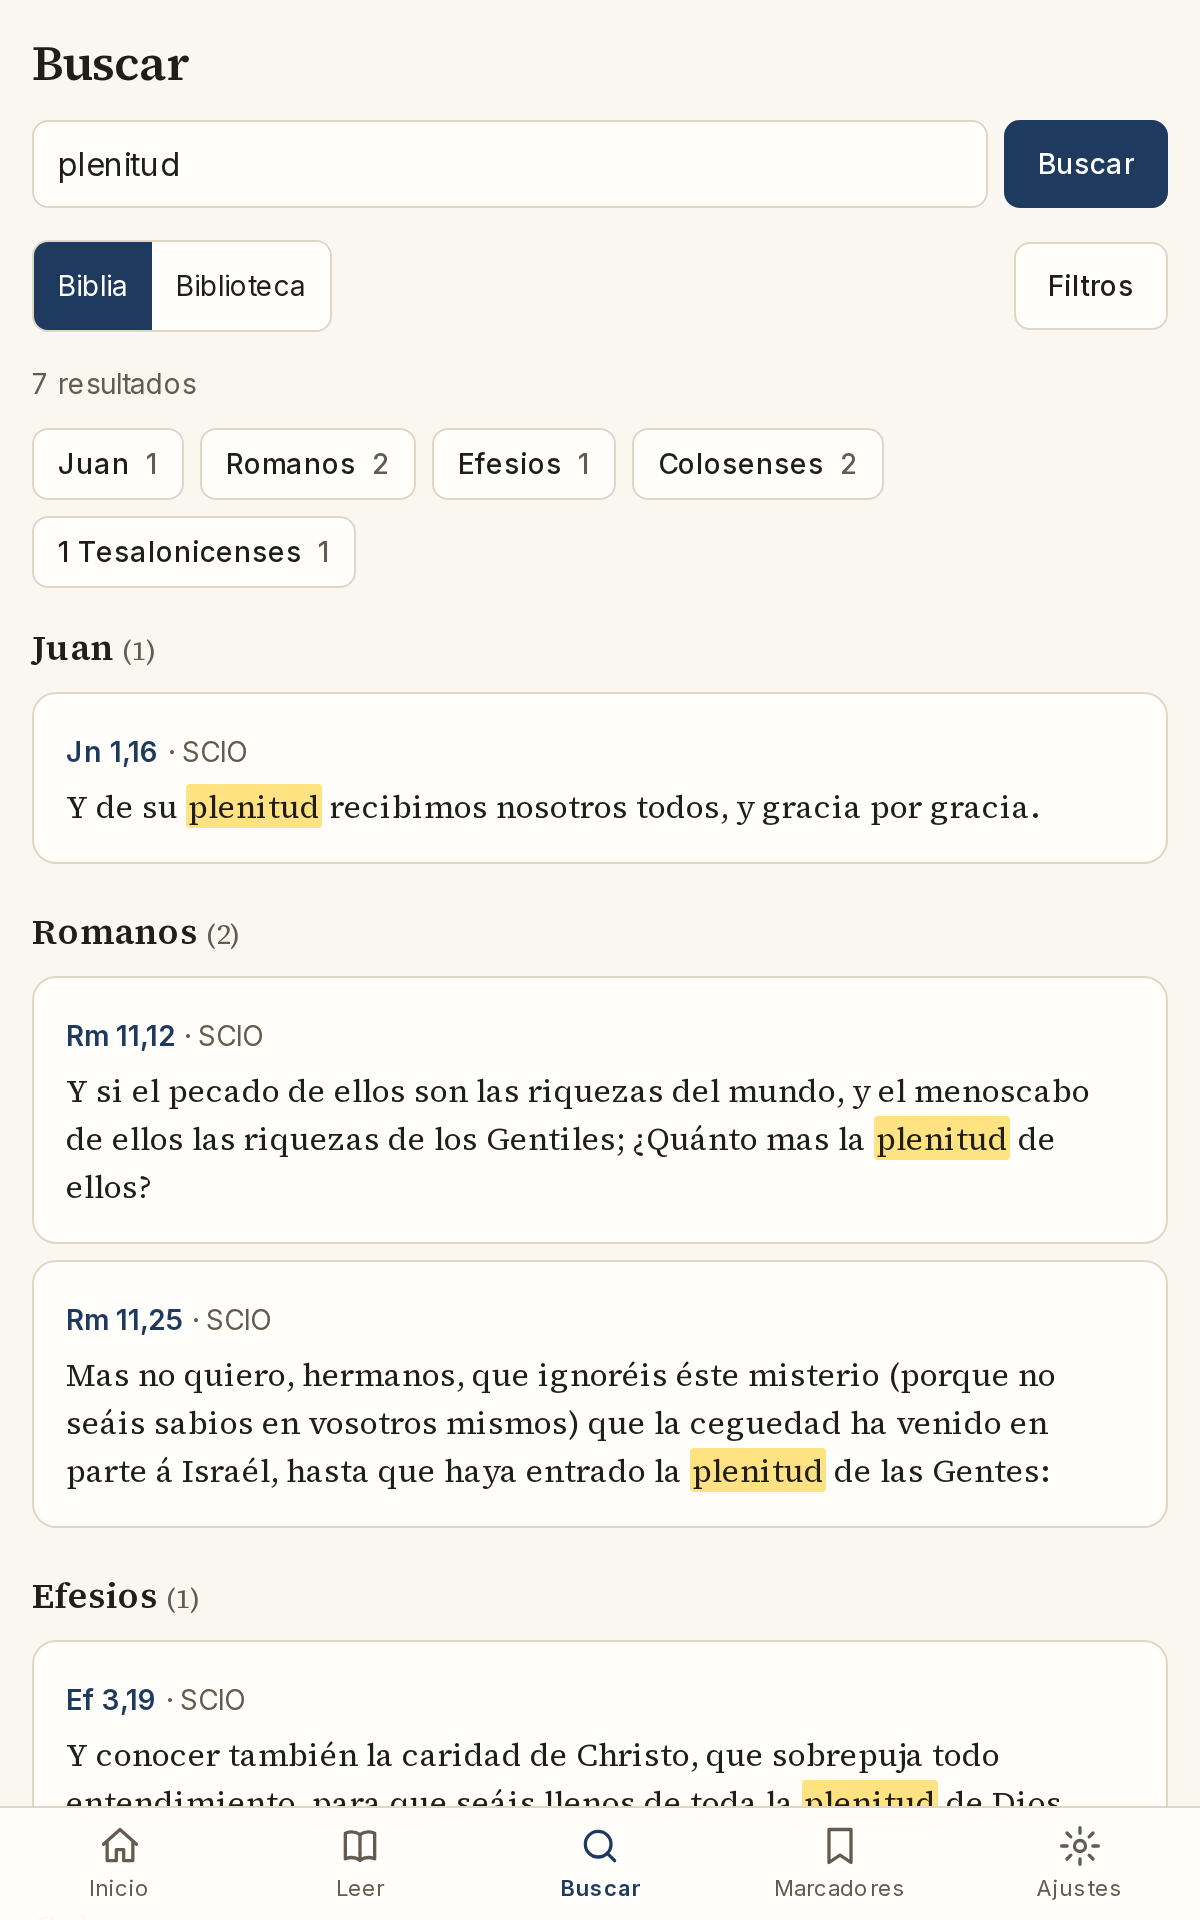 Buscar
plenitud
Buscar
Biblia
Biblioteca
Filtros
7 resultados
Juan 1
Romanos 2
Efesios 1
Colosenses 2
1 Tesalonicenses 1
Juan (1)
Jn 1,16 · SCIO
Y de su plenitud recibimos nosotros todos, y gracia por gracia.
Romanos (2)
Rm 11,12 · SCIO
Y si el pecado de ellos son las riquezas del mundo, y el menoscabo
de ellos las riquezas de los Gentiles; ¿Quánto mas la plenitud de
ellos?
Rm 11,25 · SCIO
Mas no quiero, hermanos, que ignoréis éste misterio (porque no
seáis sabios en vosotros mismos) que la ceguedad ha venido en
parte á Israél, hasta que haya entrado la plenitud de las Gentes:
Efesios (1)
Ef 3,19 · SCIO
Y conocer también la caridad de Christo, que sobrepuja todo
entendimiento, para que seáis llenos de toda la plenitud de Dios
Inicio
Leer
Buscar
Marcadores
Ajustes